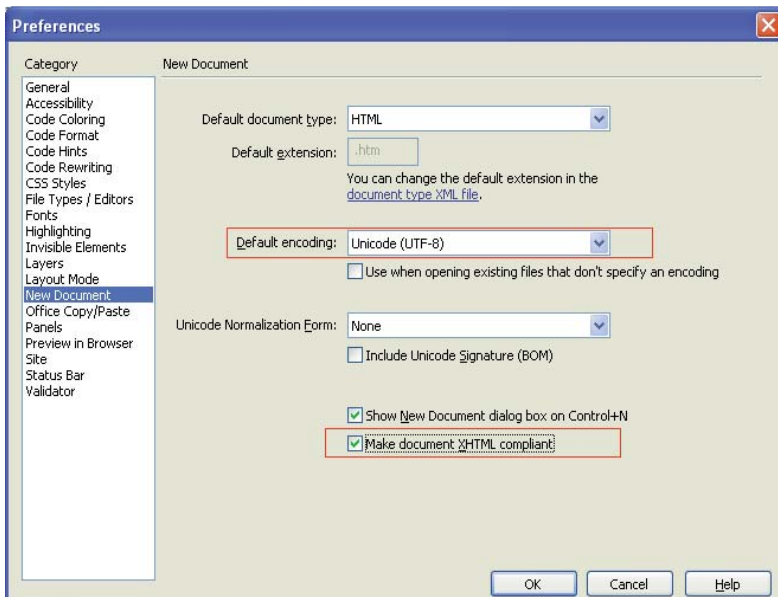 Preferences
Category
General
Accessibility
Code Coloring
Code Format
Code Hints
Code Rewriting
CSS Styles
File Types / Editors
Fonts
Highlighting
Invisible Elements
Layers
Layout Mode
New Document
Office Copy/Paste
Panels
Preview in Browser
Site
Status Bar
Validator
New Document
Default document type: HTML
Default extension: .htm
You can change the default extension in the
document type XML file.
Default encoding: Unicode (UTF-8)
Use when opening existing files that don't specify an encoding
Unicode Normalization Form: None
Include Unicode Signature (BOM)
Show New Document dialog box on Control+N
Make document XHTML compliant
OK Cancel Help